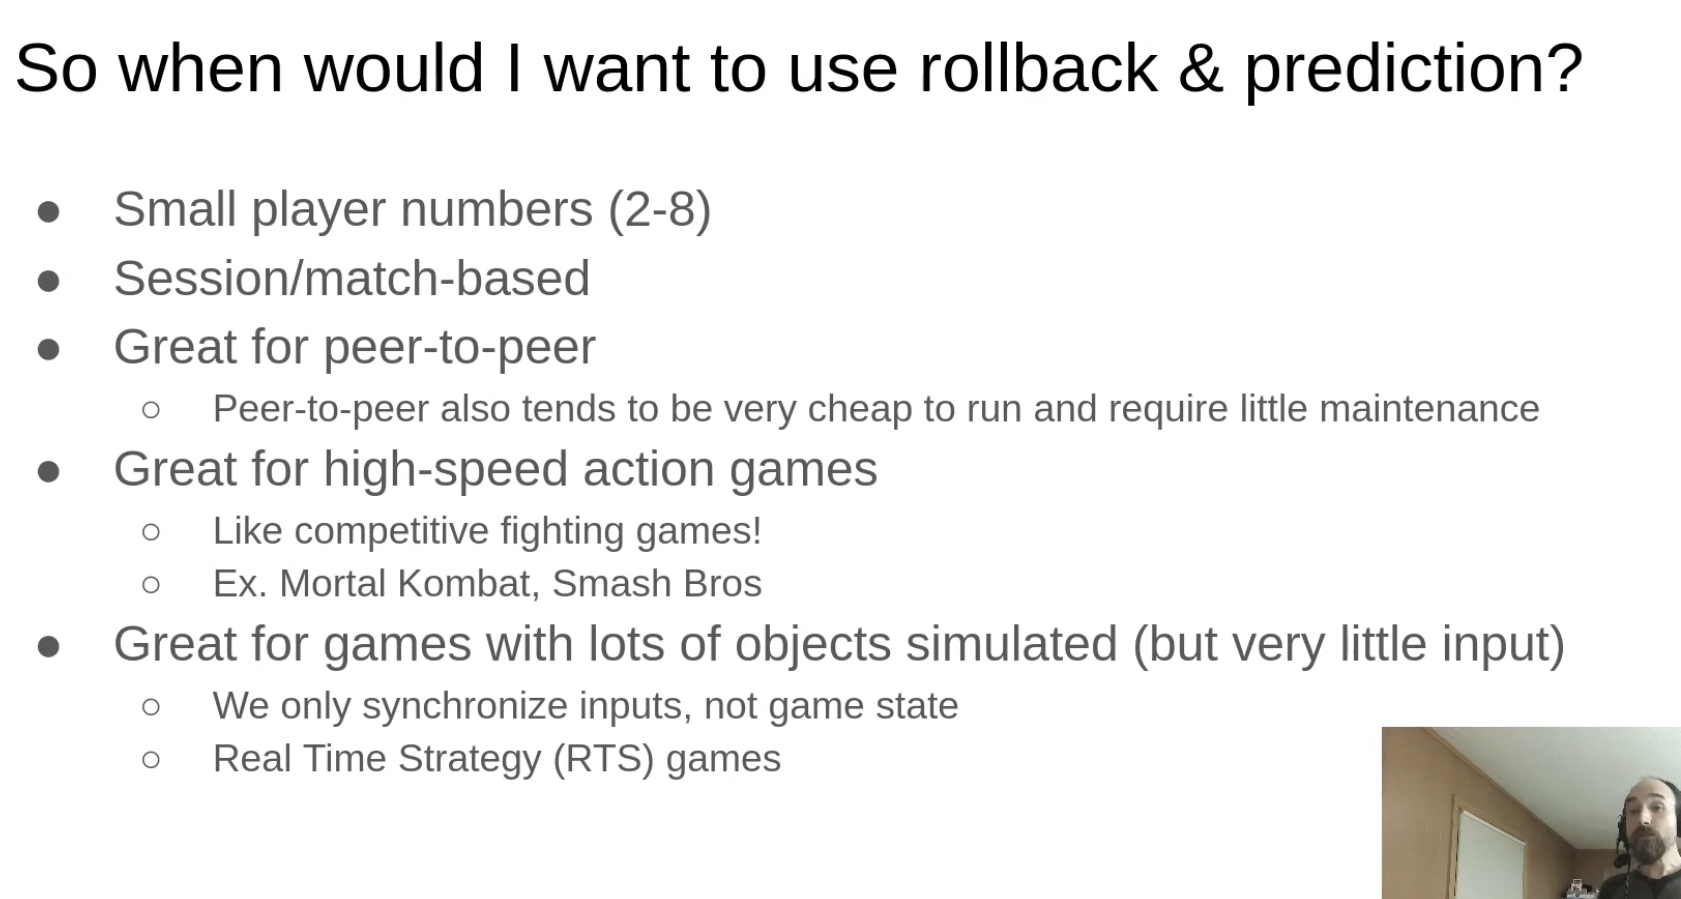 So when would I want to use rollback & prediction?
● Small player numbers (2-8)
● Session/match-based
● Great for peer-to-peer
○ Peer-to-peer also tends to be very cheap to run and require little maintenance
● Great for high-speed action games
○ Like competitive fighting games!
○ Ex. Mortal Kombat, Smash Bros
● Great for games with lots of objects simulated (but very little input)
○ We only synchronize inputs, not game state
○ Real Time Strategy (RTS) games